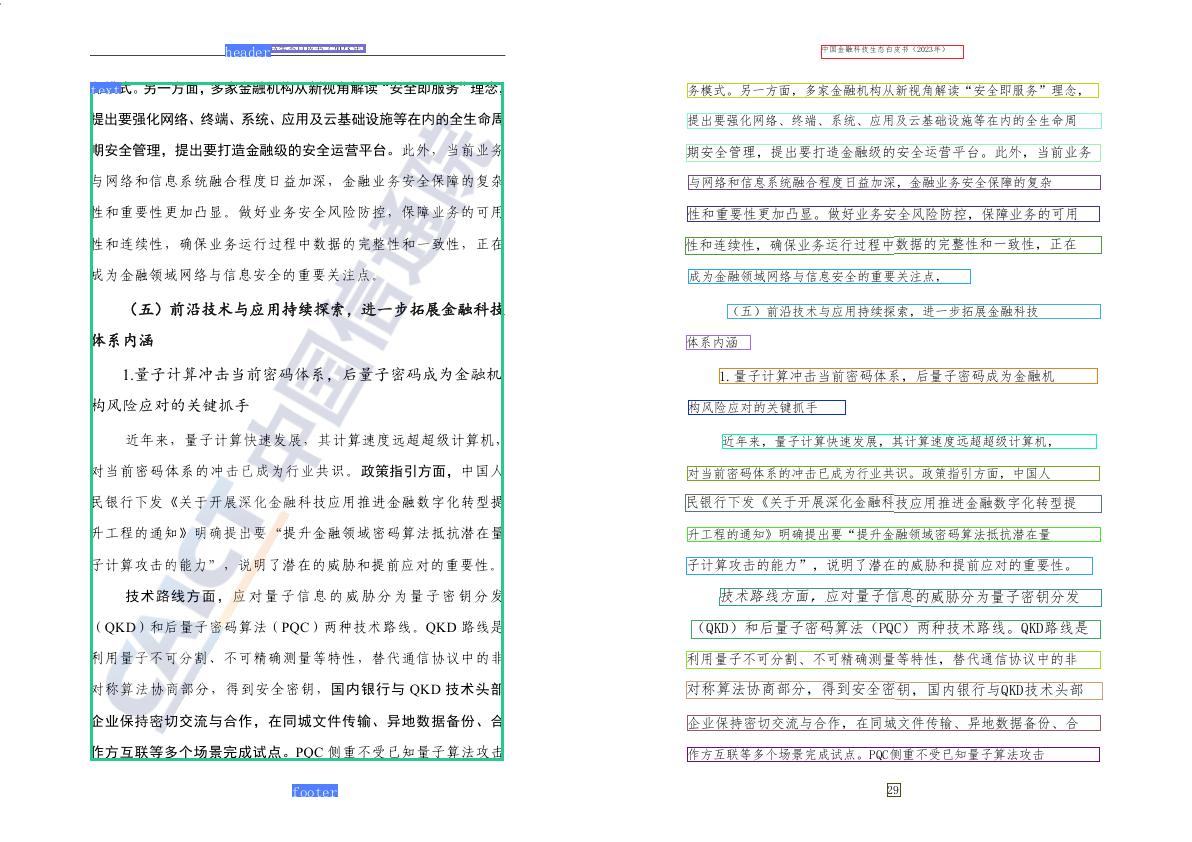 header
text
式。另一方面，多家金融机构从新视角解读“安全即服务”理念，
提出要强化网络、终端、系统、应用及云基础设施等在内的全生命周
期安全管理，提出要打造金融级的安全运营平台。此外，当前业务
与网络和信息系统融合程度日益加深，金融业务安全保障的复杂
性和重要性更加凸显。做好业务安全风险防控，保障业务的可用
性和连续性，确保业务运行过程中数据的完整性和一致性，正在
成为金融领域网络与信息安全的重要关注点。
（五）前沿技术与应用持续探索，进一步拓展金融科技
体系内涵
1.量子计算冲击当前密码体系，后量子密码成为金融机
构风险应对的关键抓手
近年来，量子计算快速发展，其计算速度远超超级计算机，
对当前密码体系的冲击已成为行业共识。政策指引方面，中国人
民银行下发《关于开展深化金融科技应用推进金融数字化转型提
升工程的通知》明确提出要“提升金融领域密码算法抵抗潜在量
子计算攻击的能力”，说明了潜在的威胁和提前应对的重要性。
技术路线方面，应对量子信息的威胁分为量子密钥分发
（QKD）和后量子密码算法（PQC）两种技术路线。QKD 路线是
利用量子不可分割、不可精确测量等特性，替代通信协议中的非
对称算法协商部分，得到安全密钥，国内银行与 QKD 技术头部
企业保持密切交流与合作，在同城文件传输、异地数据备份、合
作方互联等多个场景完成试点。PQC 侧重不受已知量子算法攻击
footer
CAICT 中国信通院
中国金融科技生态白皮书（2023年）
务模式。另一方面，多家金融机构从新视角解读“安全即服务”理念，
提出要强化网络、终端、系统、应用及云基础设施等在内的全生命周
期安全管理，提出要打造金融级的安全运营平台。此外，当前业务
与网络和信息系统融合程度日益加深，金融业务安全保障的复杂
性和重要性更加凸显。做好业务安全风险防控，保障业务的可用
性和连续性，确保业务运行过程中数据的完整性和一致性，正在
成为金融领域网络与信息安全的重要关注点，
（五）前沿技术与应用持续探索，进一步拓展金融科技
体系内涵
1.量子计算冲击当前密码体系，后量子密码成为金融机
构风险应对的关键抓手
近年来，量子计算快速发展，其计算速度远超超级计算机，
对当前密码体系的冲击已成为行业共识。政策指引方面，中国人
民银行下发《关于开展深化金融科技应用推进金融数字化转型提
升工程的通知》明确提出要“提升金融领域密码算法抵抗潜在量
子计算攻击的能力”，说明了潜在的威胁和提前应对的重要性。
技术路线方面，应对量子信息的威胁分为量子密钥分发
（QKD）和后量子密码算法（PQC）两种技术路线。QKD路线是
利用量子不可分割、不可精确测量等特性，替代通信协议中的非
对称算法协商部分，得到安全密钥，国内银行与QKD技术头部
企业保持密切交流与合作，在同城文件传输、异地数据备份、合
作方互联等多个场景完成试点。PQC侧重不受已知量子算法攻击
29